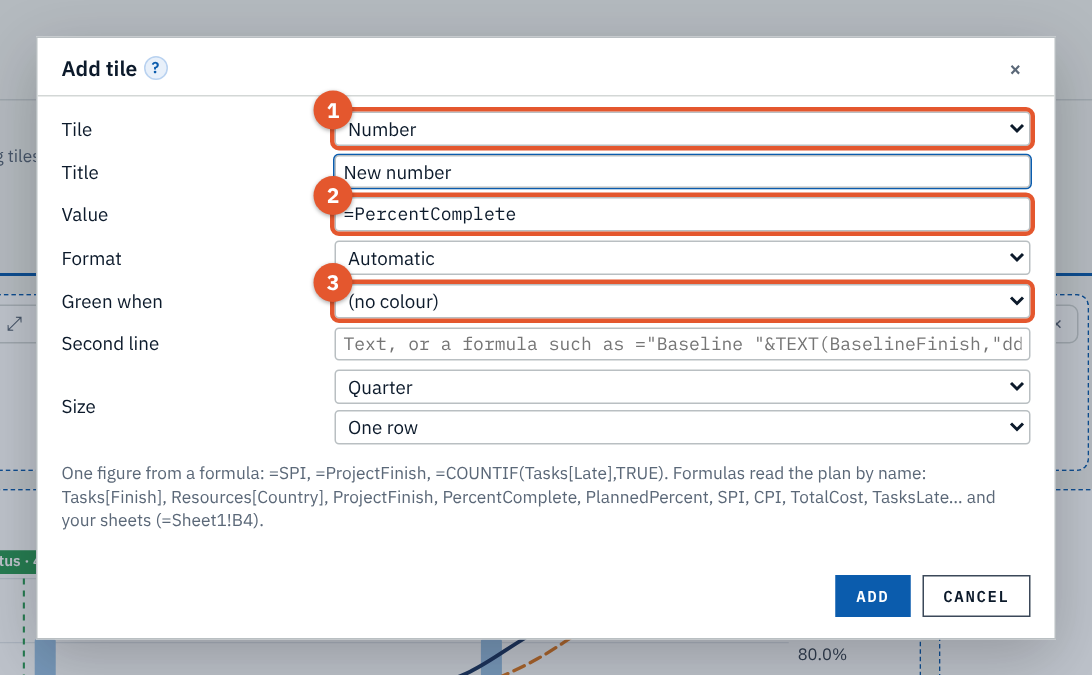 Add tile ?
×
1
Tile
Number
g tiles
Title
New number
2
Value
=PercentComplete
Format
Automatic
3
Green when
(no colour)
Second line
Text, or a formula such as ="Baseline "&TEXT(BaselineFinish,"dd
Size
Quarter
One row
One figure from a formula: =SPI, =ProjectFinish, =COUNTIF(Tasks[Late],TRUE). Formulas read the plan by name:
Tasks[Finish], Resources[Country], ProjectFinish, PercentComplete, PlannedPercent, SPI, CPI, TotalCost, TasksLate... and
your sheets (=Sheet1!B4).
tus ·
ADD
CANCEL
80.0%